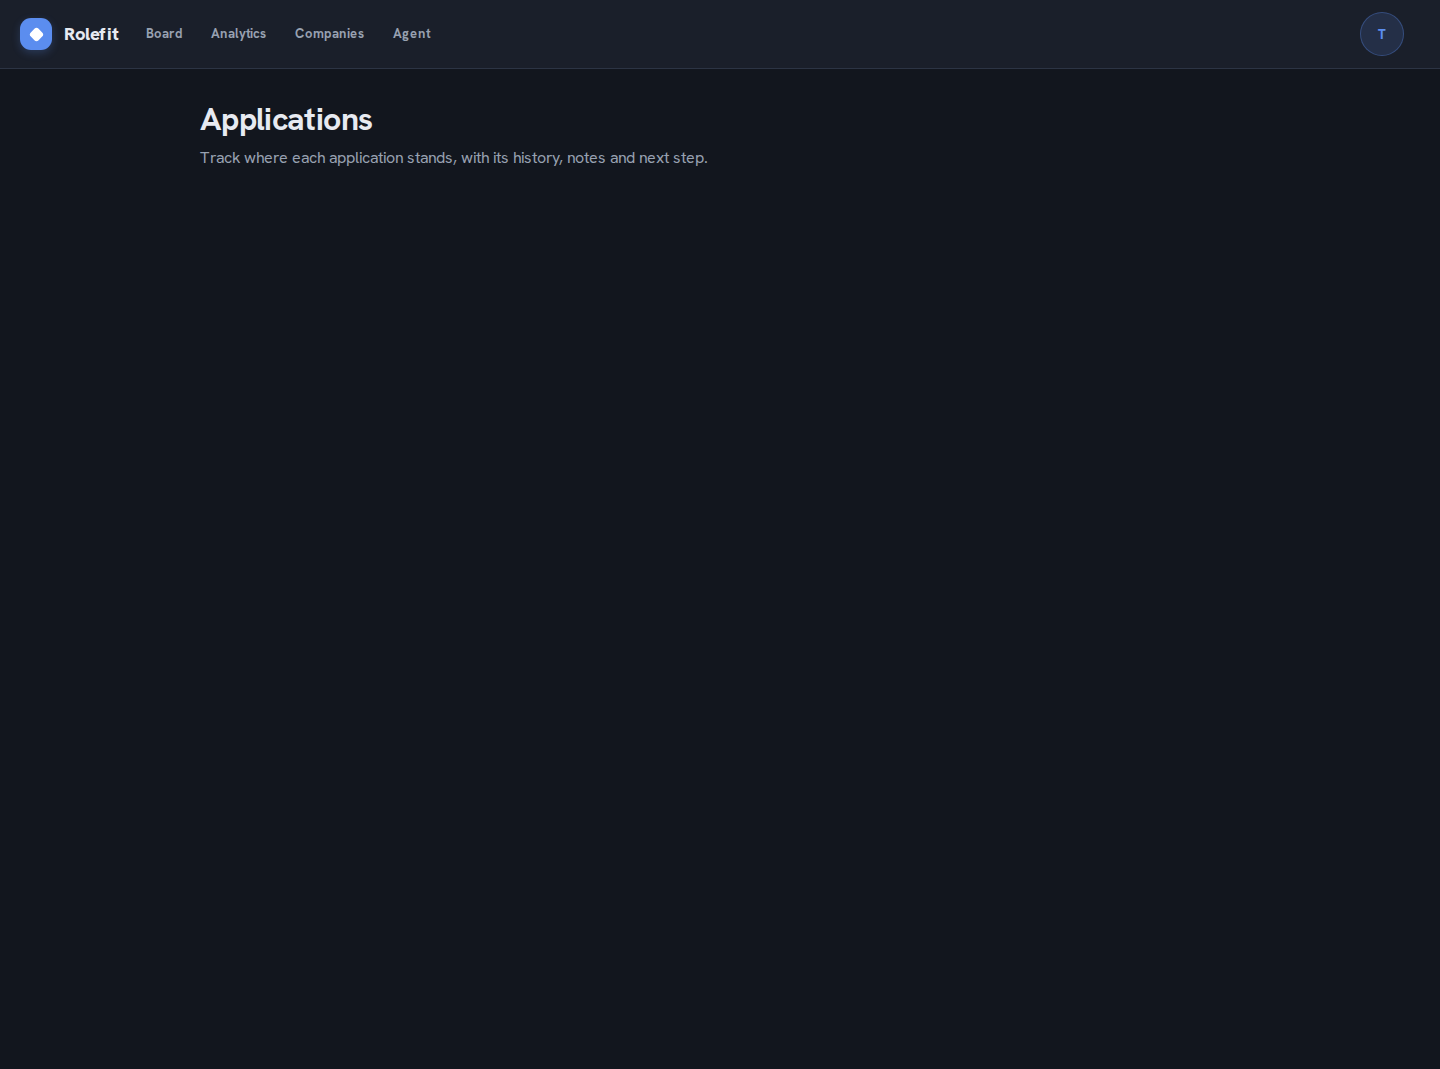 Rolefit Board Analytics Companies Agent T
Applications
Track where each application stands, with its history, notes and next step.